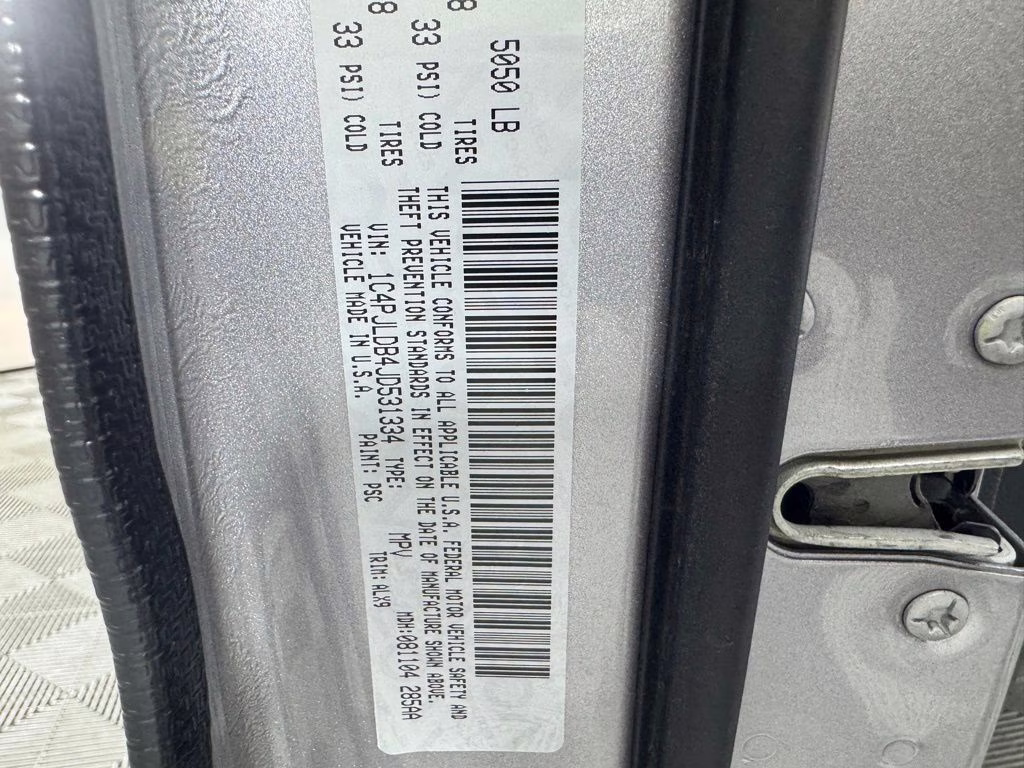 5050 LB
8 TIRES
33 PSI) COLD
8 TIRES
33 PSI) COLD
THIS VEHICLE CONFORMS TO ALL APPLICABLE U.S.A. FEDERAL MOTOR VEHICLE SAFETY AND
THEFT PREVENTION STANDARDS IN EFFECT ON THE DATE OF MANUFACTURE SHOWN ABOVE.
VIN: 1C4PJLDB4JD531334 TYPE: MPV MDH:081104 285AA
VEHICLE MADE IN U.S.A. PAINT: PSC TRIM:ALX9